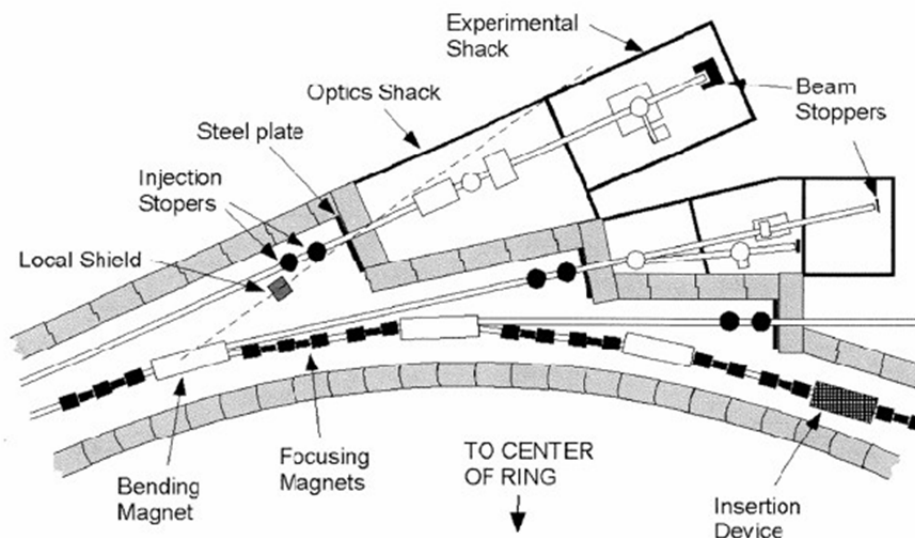 Experimental
Shack
Optics Shack
Beam
Stoppers
Steel plate
Injection
Stopers
Local Shield
Bending
Magnet
Focusing
Magnets
TO CENTER
OF RING
Insertion
Device